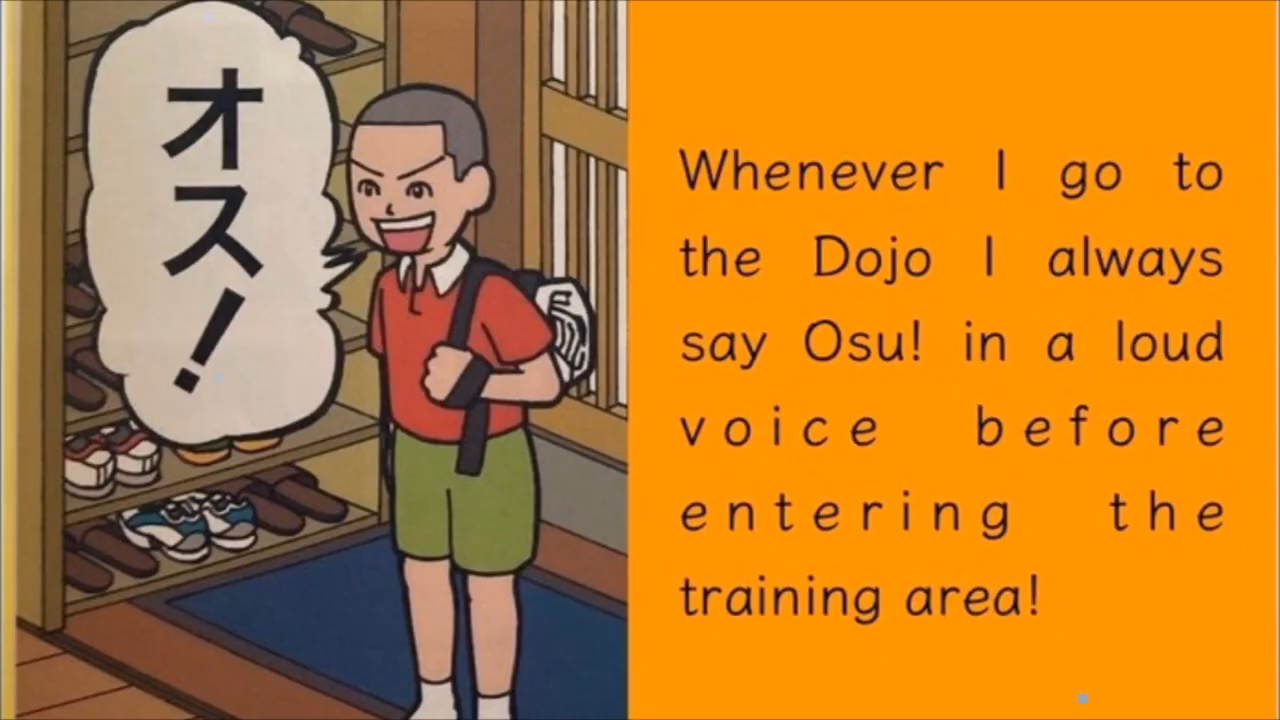 オス!
Whenever I go to
the Dojo I always
say Osu! in a loud
voice before
entering the
training area!